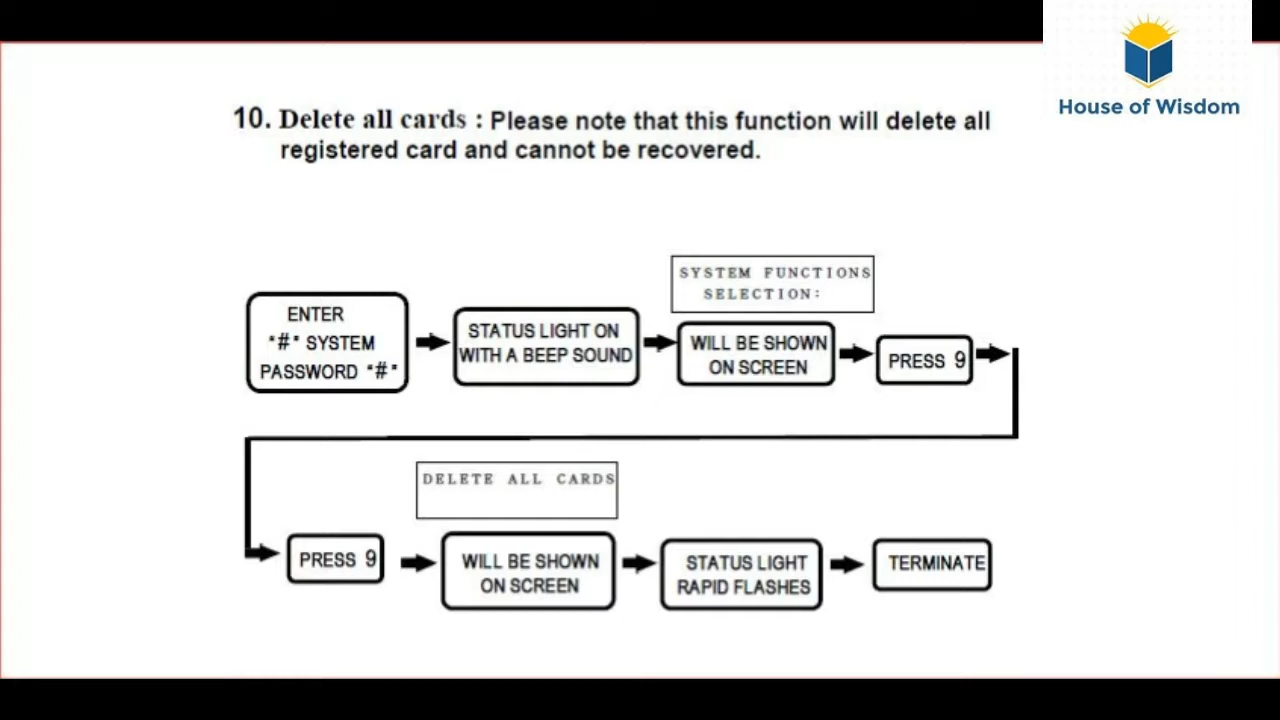 House of Wisdom
10. Delete all cards : Please note that this function will delete all
registered card and cannot be recovered.
SYSTEM FUNCTIONS
SELECTION:
ENTER
"#" SYSTEM
PASSWORD "#"
STATUS LIGHT ON
WITH A BEEP SOUND
WILL BE SHOWN
ON SCREEN
PRESS 9
DELETE ALL CARDS
PRESS 9
WILL BE SHOWN
ON SCREEN
STATUS LIGHT
RAPID FLASHES
TERMINATE